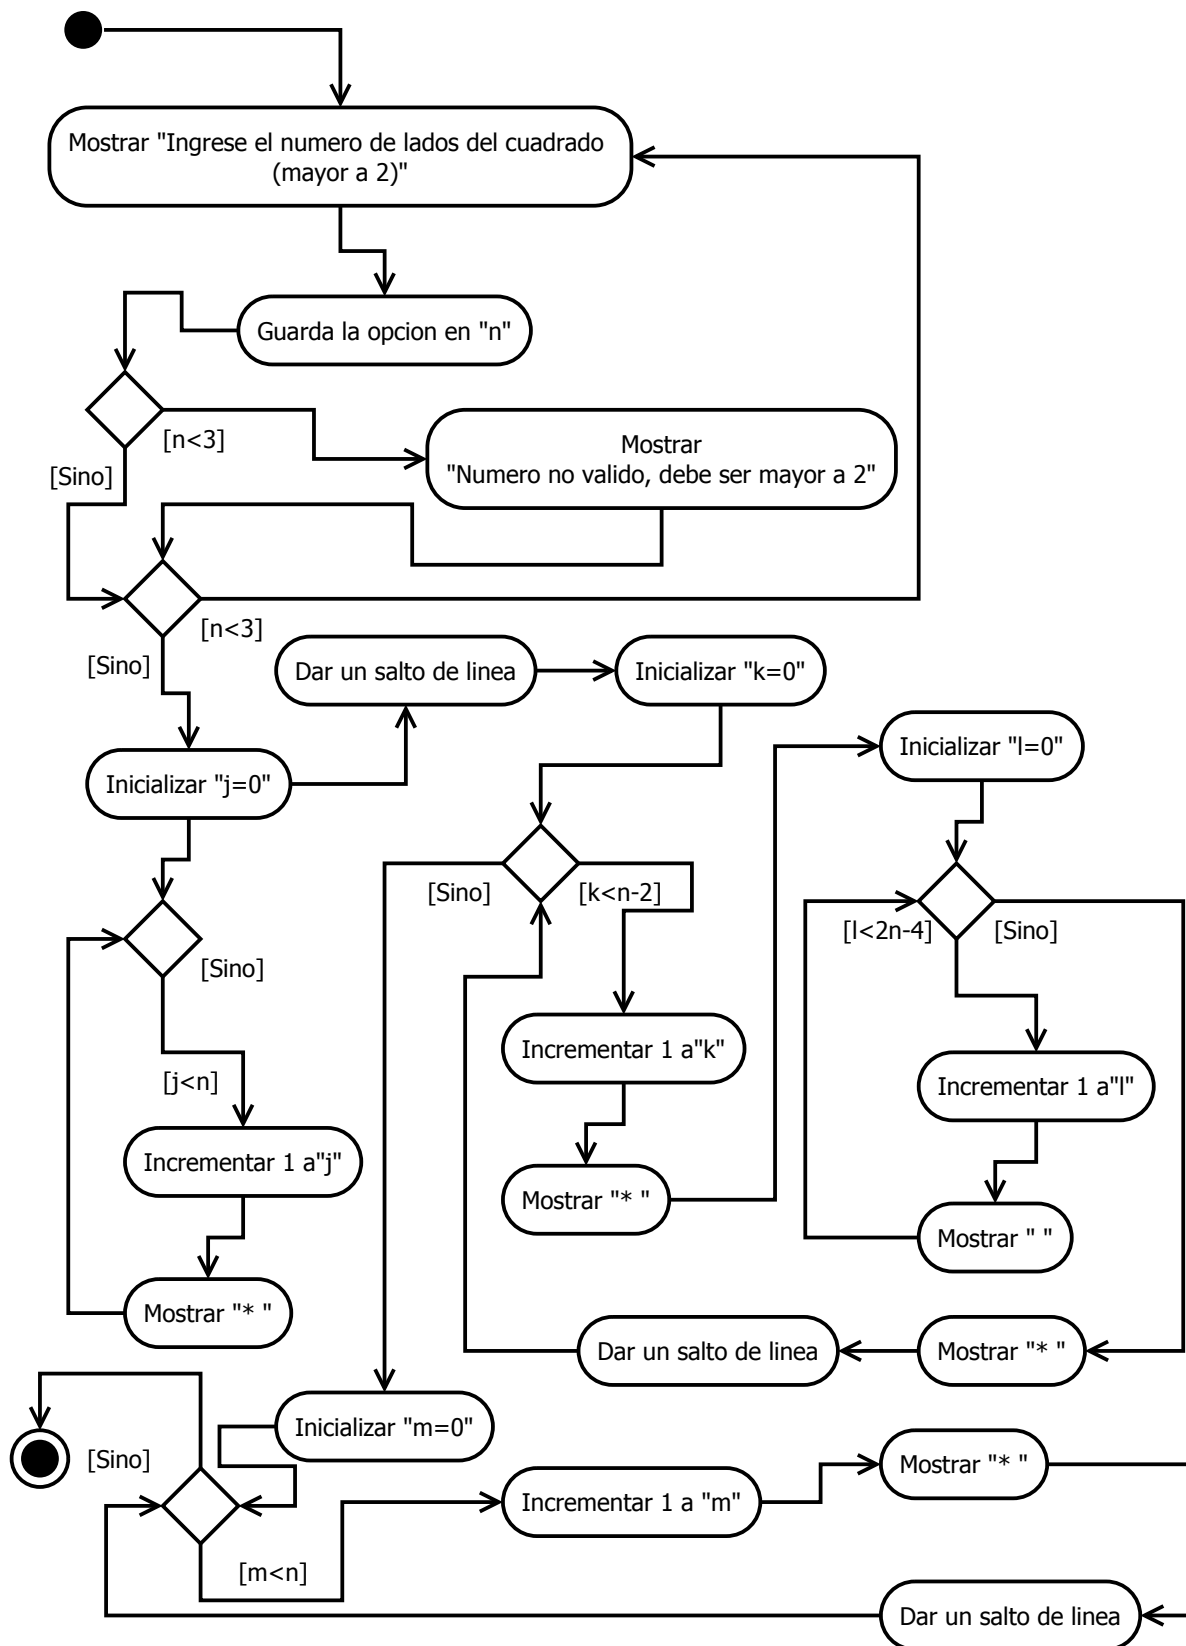 Mostrar "Ingrese el numero de lados del cuadrado
(mayor a 2)"
Guarda la opcion en "n"
[n<3]
[Sino]
Mostrar
"Numero no valido, debe ser mayor a 2"
[n<3]
[Sino]
Dar un salto de linea
Inicializar "k=0"
Inicializar "j=0"
Inicializar "l=0"
[Sino]
[k<n-2]
[l<2n-4]
[Sino]
[Sino]
[j<n]
Incrementar 1 a"k"
Incrementar 1 a"l"
Incrementar 1 a"j"
Mostrar "* "
Mostrar " "
Mostrar "* "
Dar un salto de linea
Mostrar "* "
Inicializar "m=0"
[Sino]
Incrementar 1 a "m"
Mostrar "* "
[m<n]
Dar un salto de linea